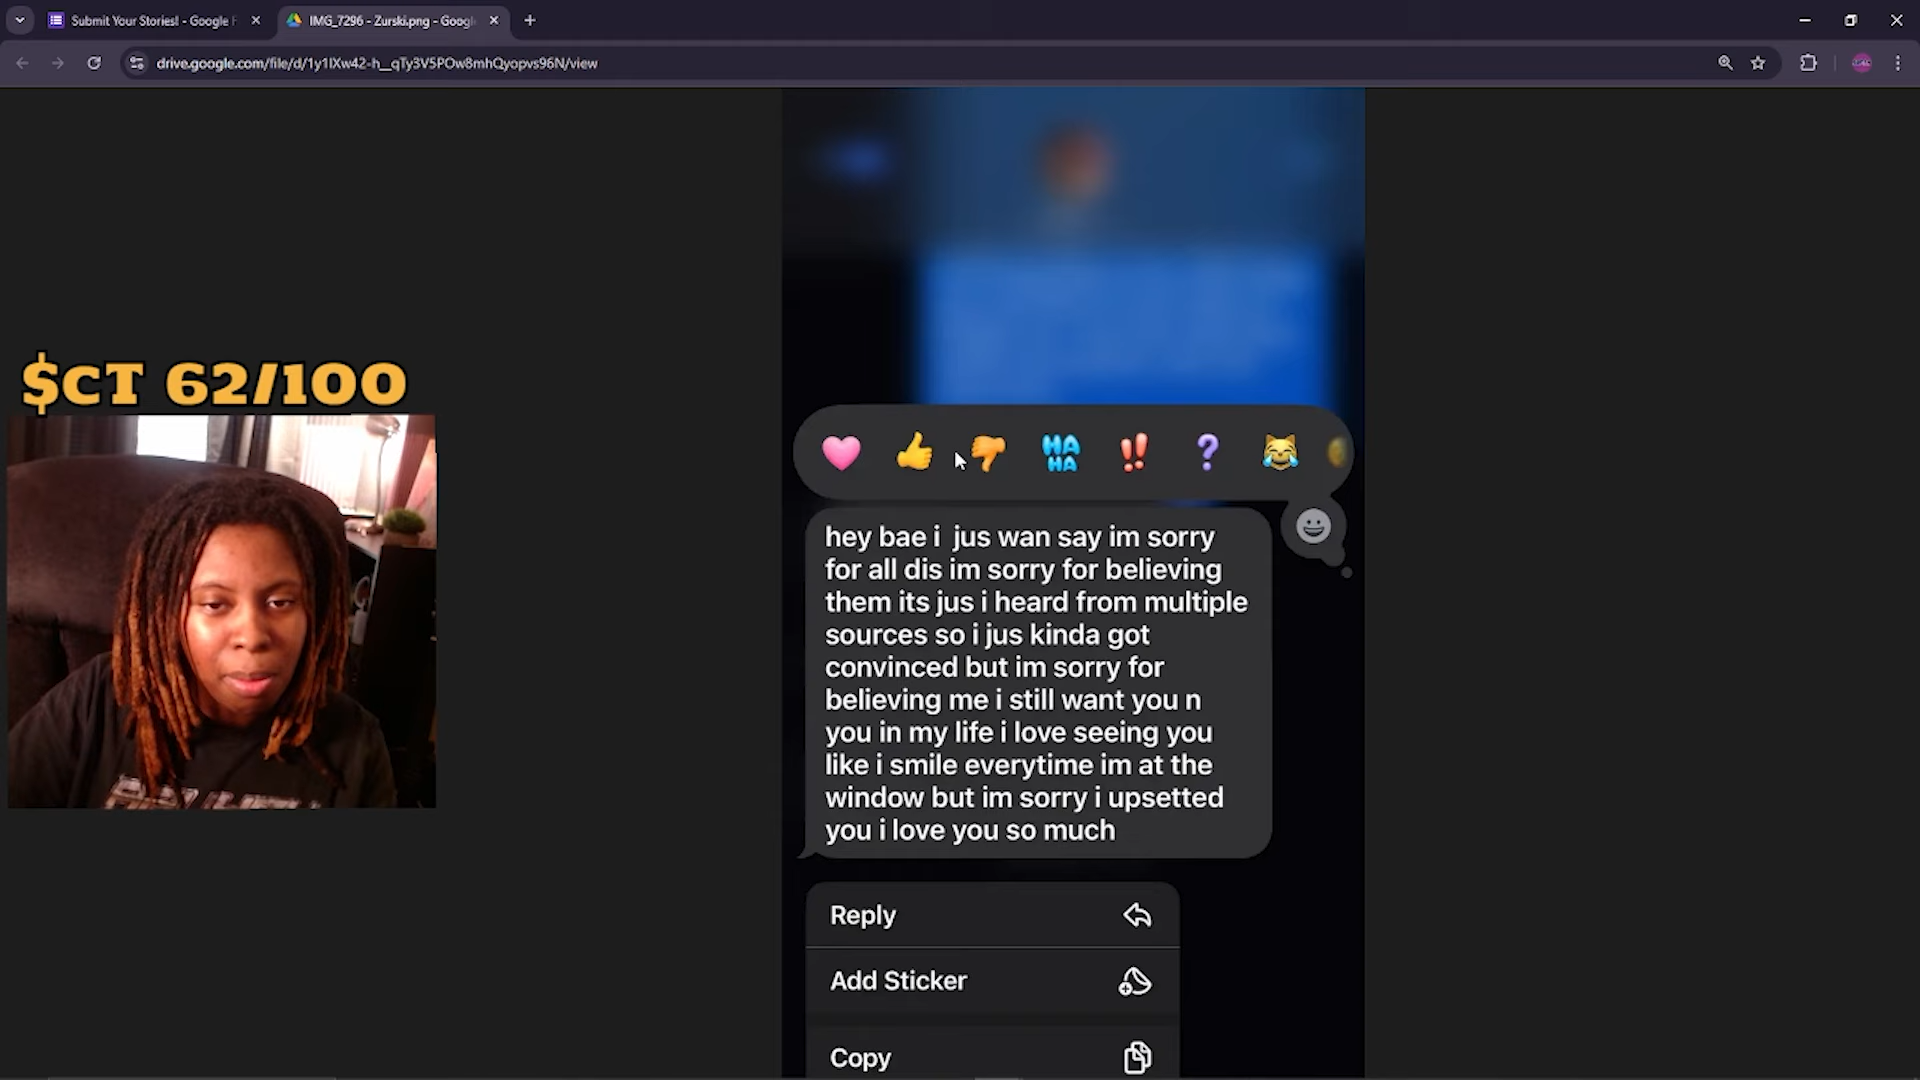 Submit Your Stories! - Google F
IMG_7296 - Zurski.png - Googl
drive.google.com/file/d/1y1IXw42-h__qTy3V5POw8mhQyopvs96N/view
$CT 62/100
HA
HA
hey bae i  jus wan say im sorry
for all dis im sorry for believing
them its jus i heard from multiple
sources so i jus kinda got
convinced but im sorry for
believing me i still want you n
you in my life i love seeing you
like i smile everytime im at the
window but im sorry i upsetted
you i love you so much
Reply
Add Sticker
Copy